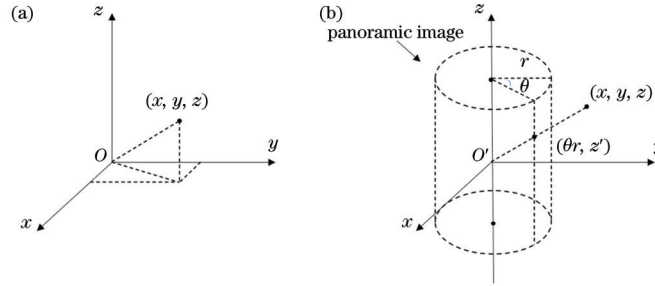 (a)
z
(x, y, z)
O
y
x
(b)
z
panoramic image
r
θ
(x, y, z)
O′
(θr, z′)
x